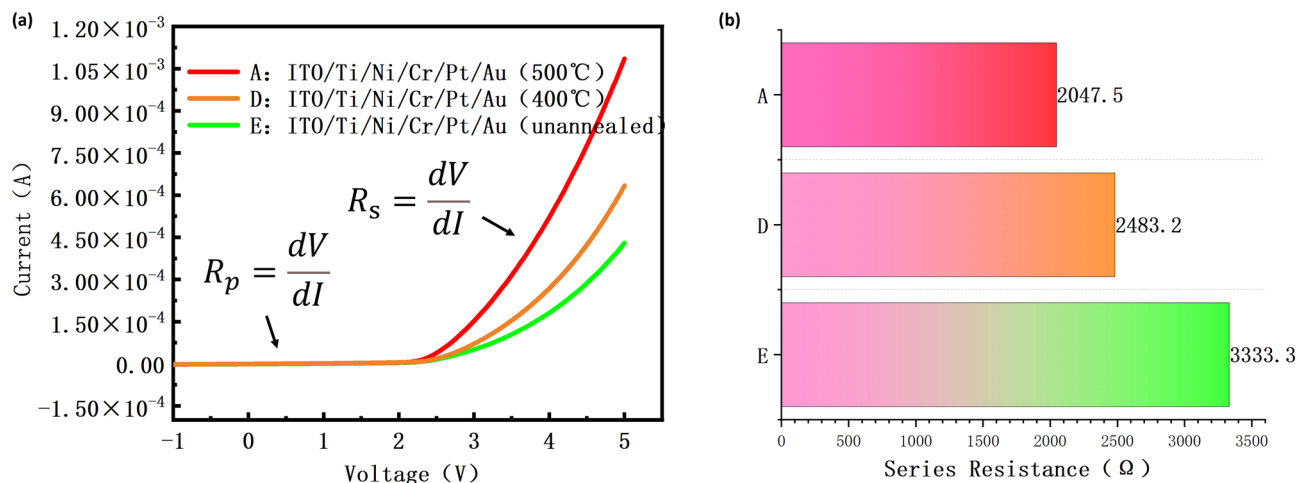 (a)
1.20×10⁻³
1.05×10⁻³
9.00×10⁻⁴
7.50×10⁻⁴
6.00×10⁻⁴
4.50×10⁻⁴
3.00×10⁻⁴
1.50×10⁻⁴
0.00
-1.50×10⁻⁴
Current (A)
A: ITO/Ti/Ni/Cr/Pt/Au (500℃)
D: ITO/Ti/Ni/Cr/Pt/Au (400℃)
E: ITO/Ti/Ni/Cr/Pt/Au (unannealed)
Rₛ = dV/dI
Rₚ = dV/dI
-1 0 1 2 3 4 5
Voltage (V)
(b)
A
2047.5
D
2483.2
E
3333.3
0 500 1000 1500 2000 2500 3000 3500
Series Resistance (Ω)